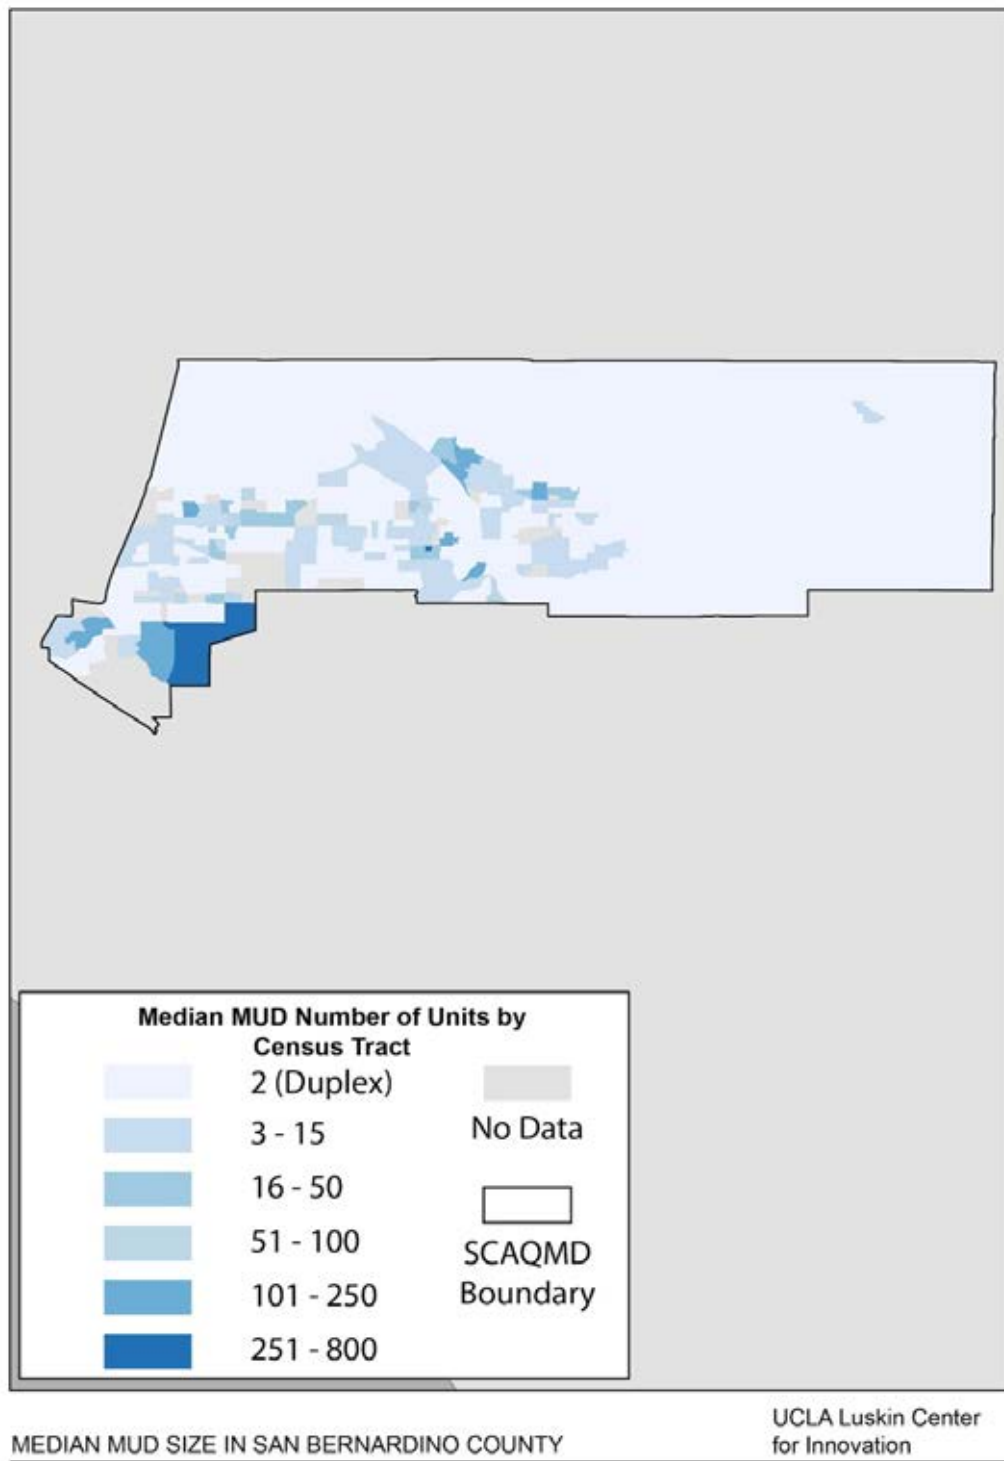 Median MUD Number of Units by
Census Tract
2 (Duplex)
3 - 15
16 - 50
51 - 100
101 - 250
251 - 800
No Data
SCAQMD
Boundary
MEDIAN MUD SIZE IN SAN BERNARDINO COUNTY
UCLA Luskin Center
for Innovation